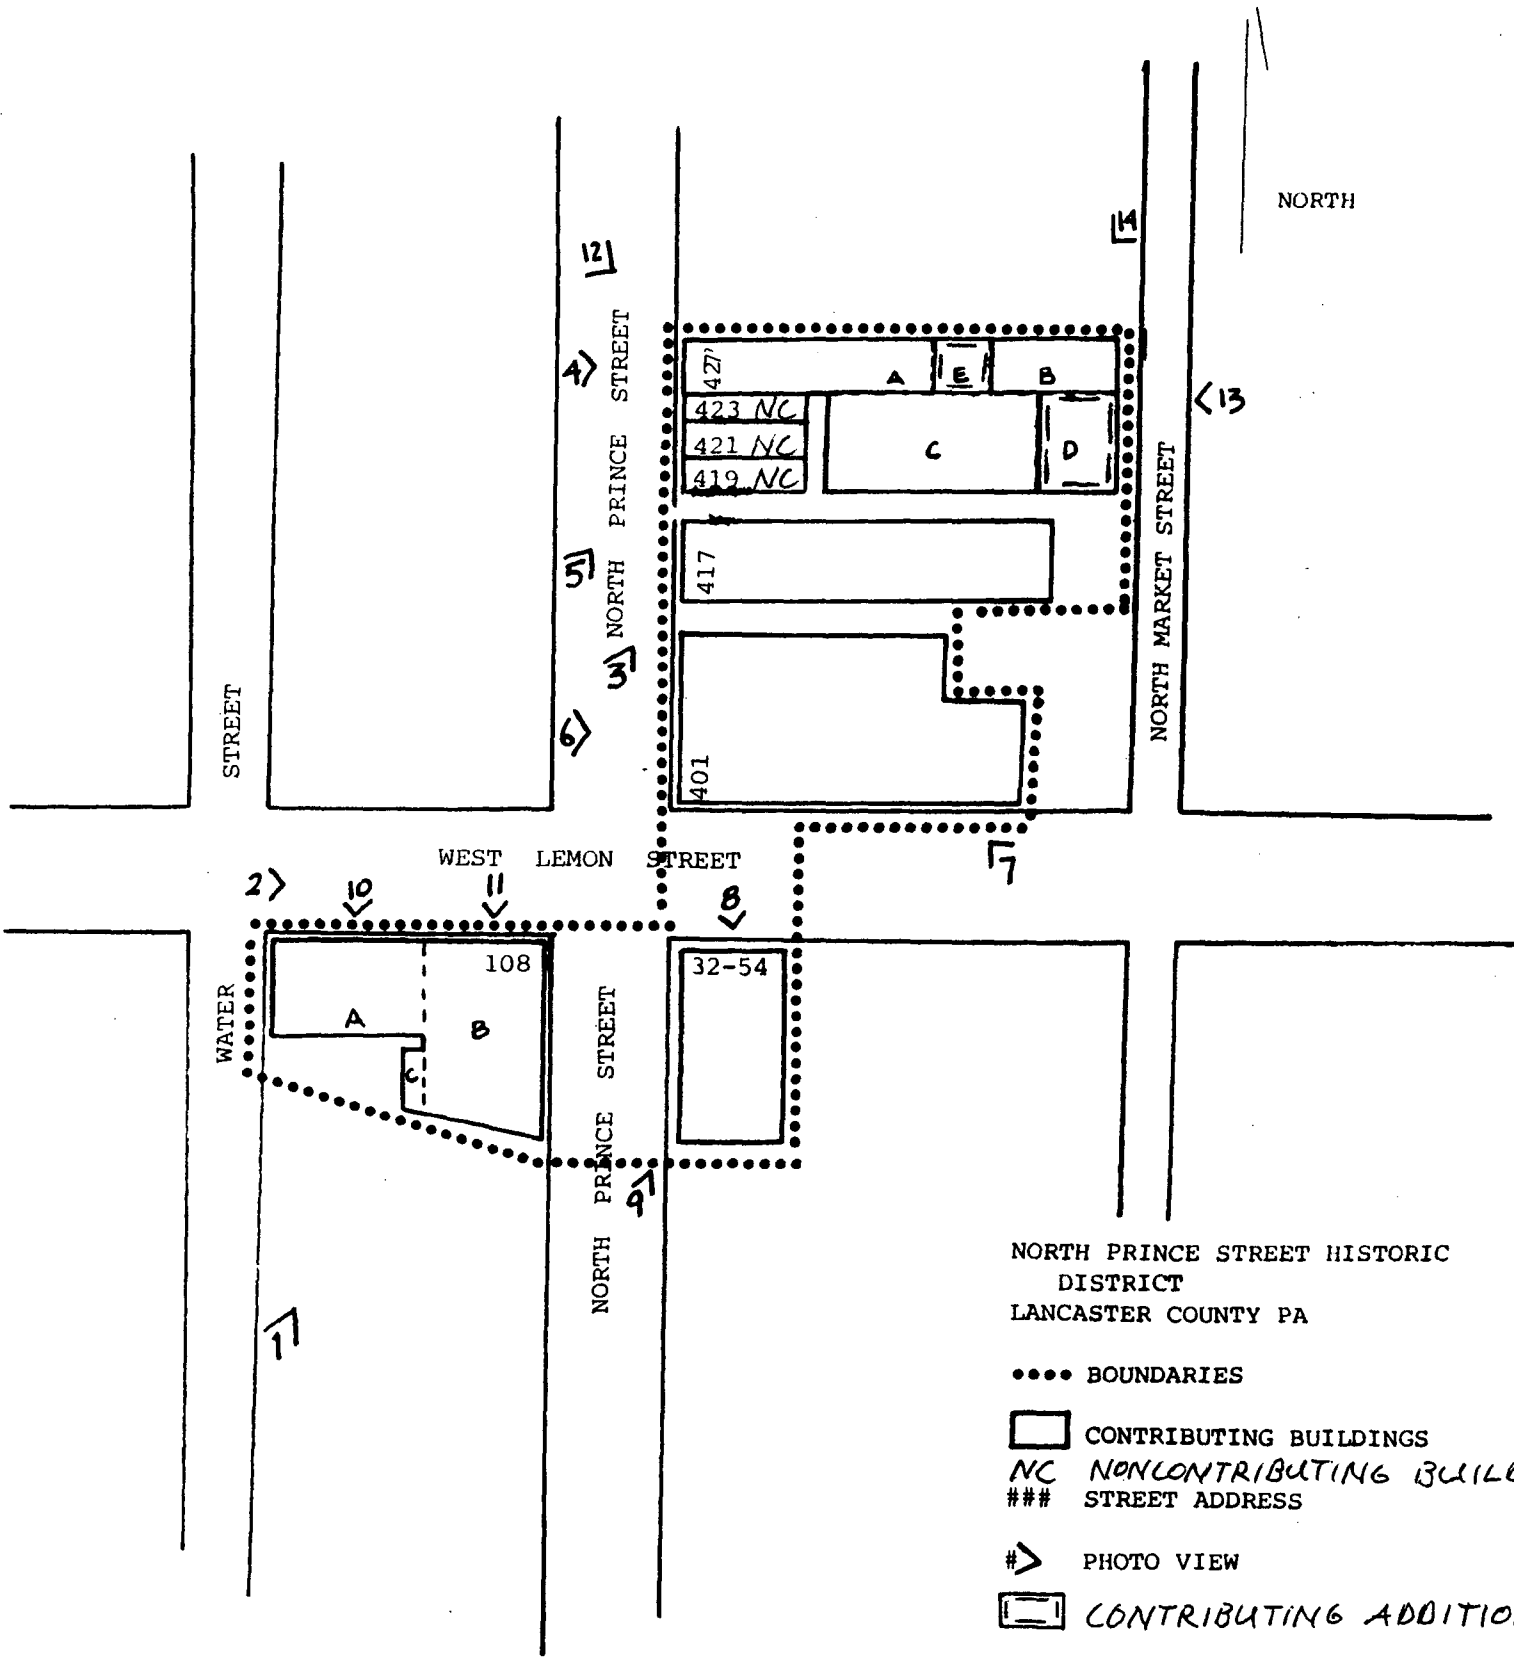 NORTH
14
12
NORTH PRINCE STREET
4
427
A
E
B
13
423 NC
421 NC
C
D
419 NC
NORTH MARKET STREET
5
417
3
STREET
6
401
WEST LEMON STREET
7
2
10
11
8
108
32-54
WATER
A
B
C
NORTH PRINCE STREET
9
1
NORTH PRINCE STREET HISTORIC
DISTRICT
LANCASTER COUNTY PA
BOUNDARIES
CONTRIBUTING BUILDINGS
NC NONCONTRIBUTING BUILD
### STREET ADDRESS
#> PHOTO VIEW
CONTRIBUTING ADDITIO